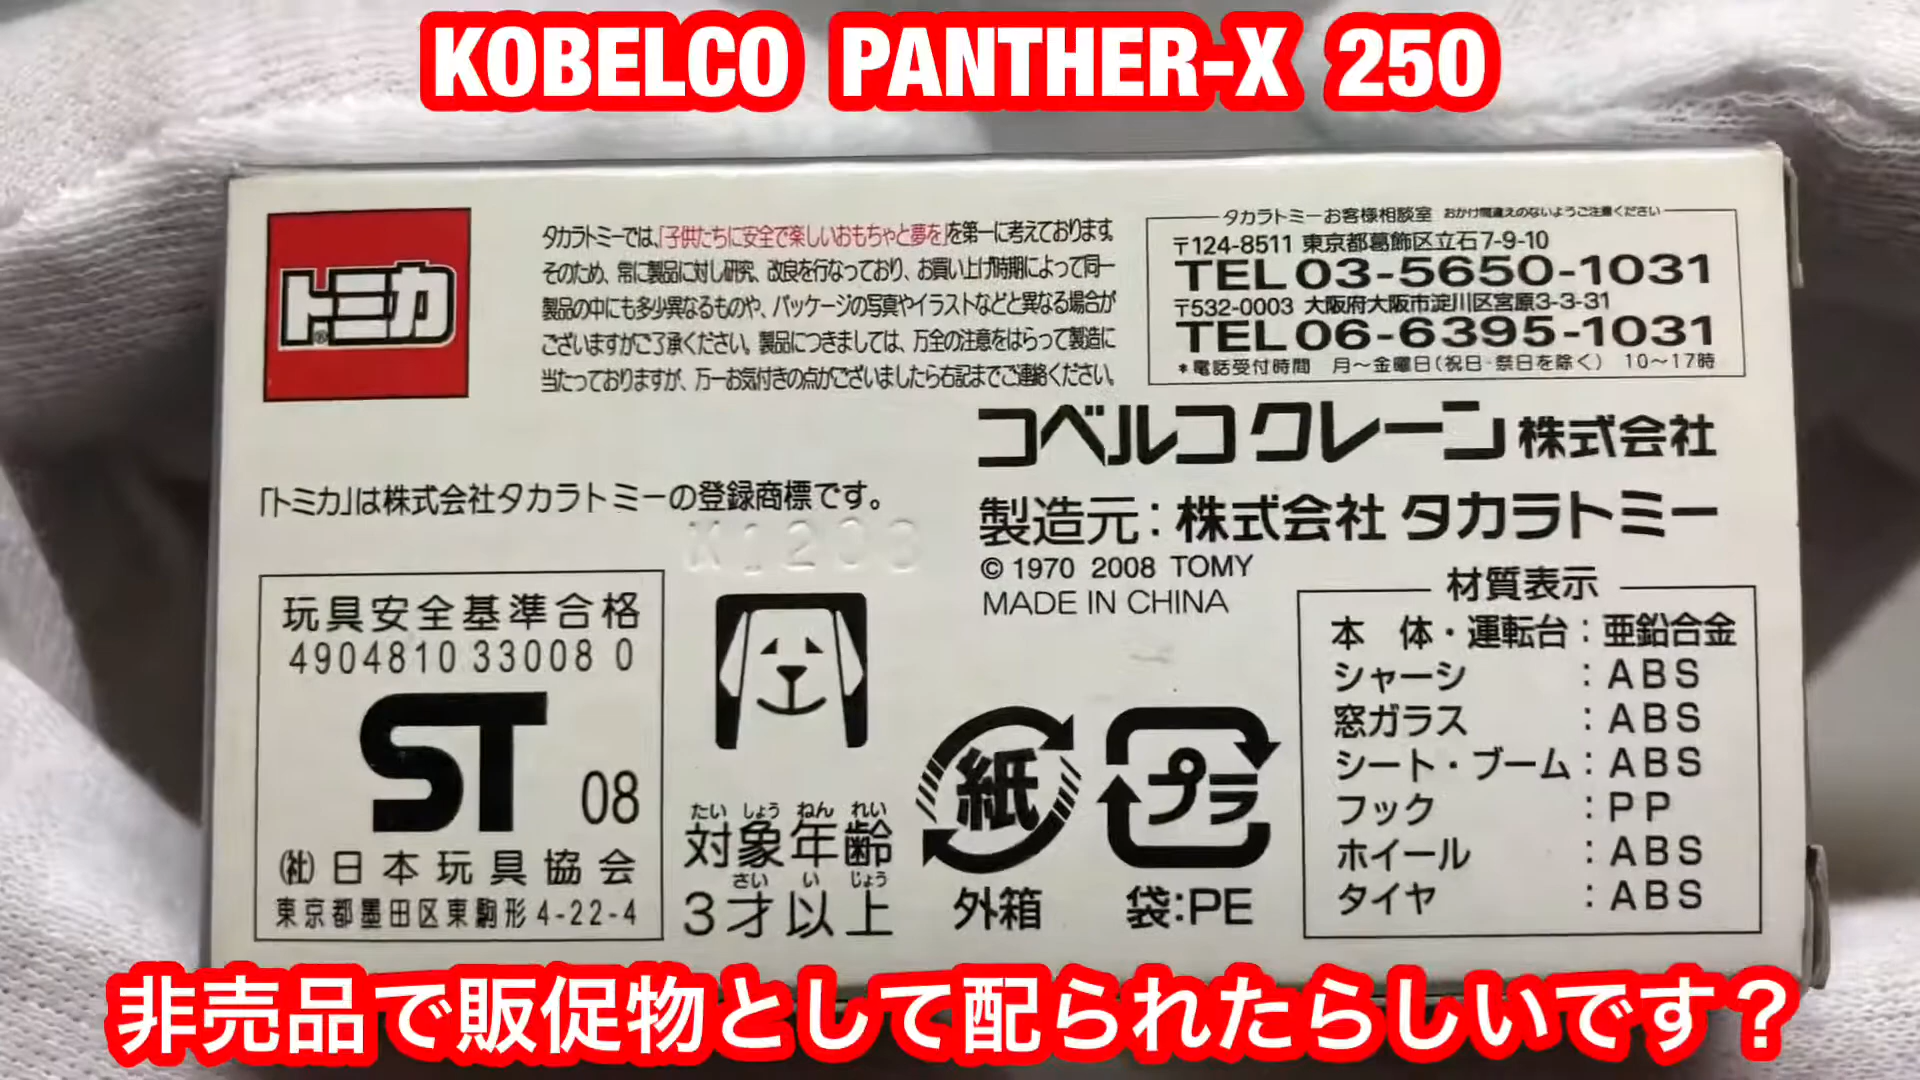 KOBELCO PANTHER-X 250
トミカ®
タカラトミーでは、「子供たちに安全で楽しいおもちゃと夢を」を第一に考えております。
そのため、常に製品に対し研究、改良を行なっており、お買い上げ時期によって同一
製品の中にも多少異なるものや、パッケージの写真やイラストなどと異なる場合が
ございますがご了承ください。製品につきましては、万全の注意をはらって製造に
当たっておりますが、万一お気付きの点がございましたら右記までご連絡ください。
タカラトミーお客様相談室 おかけ間違えのないようご注意ください
〒124-8511 東京都葛飾区立石7-9-10
TEL 03-5650-1031
〒532-0003 大阪府大阪市淀川区宮原3-3-31
TEL 06-6395-1031
*電話受付時間 月〜金曜日(祝日・祭日を除く) 10〜17時
コベルコクレーン株式会社
製造元:株式会社 タカラトミー
© 1970 2008 TOMY
MADE IN CHINA
「トミカ」は株式会社タカラトミーの登録商標です。
K1203
玩具安全基準合格
4904810 33008 0
ST 08
(社)日本玩具協会
東京都墨田区東駒形4-22-4
たい しょう ねん れい
対象年齢
さい い じょう
3才以上
紙
外箱
プラ
袋:PE
材質表示
本 体・運転台:亜鉛合金
シャーシ :ABS
窓ガラス :ABS
シート・ブーム:ABS
フック :PP
ホイール :ABS
タイヤ :ABS
非売品で販促物として配られたらしいです?